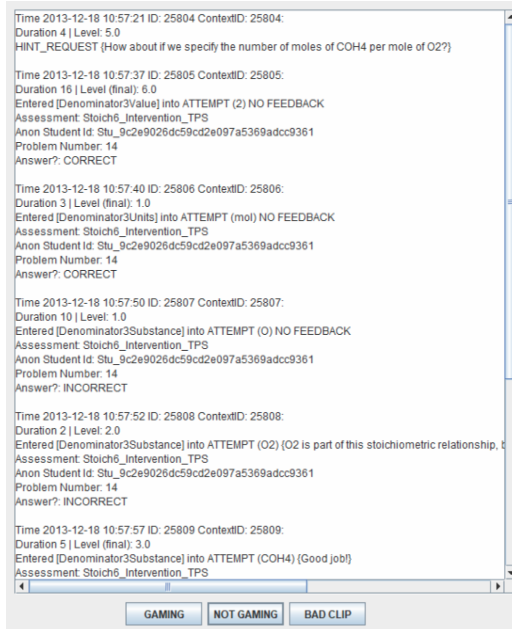 Time 2013-12-18 10:57:21 ID: 25804 ContextID: 25804:
Duration 4 | Level: 5.0
HINT_REQUEST {How about if we specify the number of moles of COH4 per mole of O2?}
Time 2013-12-18 10:57:37 ID: 25805 ContextID: 25805:
Duration 16 | Level (final): 6.0
Entered [Denominator3Value] into ATTEMPT (2) NO FEEDBACK
Assessment: Stoich6_Intervention_TPS
Anon Student Id: Stu_9c2e9026dc59cd2e097a5369adcc9361
Problem Number: 14
Answer?: CORRECT
Time 2013-12-18 10:57:40 ID: 25806 ContextID: 25806:
Duration 3 | Level (final): 1.0
Entered [Denominator3Units] into ATTEMPT (mol) NO FEEDBACK
Assessment: Stoich6_Intervention_TPS
Anon Student Id: Stu_9c2e9026dc59cd2e097a5369adcc9361
Problem Number: 14
Answer?: CORRECT
Time 2013-12-18 10:57:50 ID: 25807 ContextID: 25807:
Duration 10 | Level: 1.0
Entered [Denominator3Substance] into ATTEMPT (O) NO FEEDBACK
Assessment: Stoich6_Intervention_TPS
Anon Student Id: Stu_9c2e9026dc59cd2e097a5369adcc9361
Problem Number: 14
Answer?: INCORRECT
Time 2013-12-18 10:57:52 ID: 25808 ContextID: 25808:
Duration 2 | Level: 2.0
Entered [Denominator3Substance] into ATTEMPT (O2) {O2 is part of this stoichiometric relationship,
Assessment: Stoich6_Intervention_TPS
Anon Student Id: Stu_9c2e9026dc59cd2e097a5369adcc9361
Problem Number: 14
Answer?: INCORRECT
Time 2013-12-18 10:57:57 ID: 25809 ContextID: 25809:
Duration 5 | Level (final): 3.0
Entered [Denominator3Substance] into ATTEMPT (COH4) {Good job!}
Assessment: Stoich6_Intervention_TPS
GAMING NOT GAMING BAD CLIP